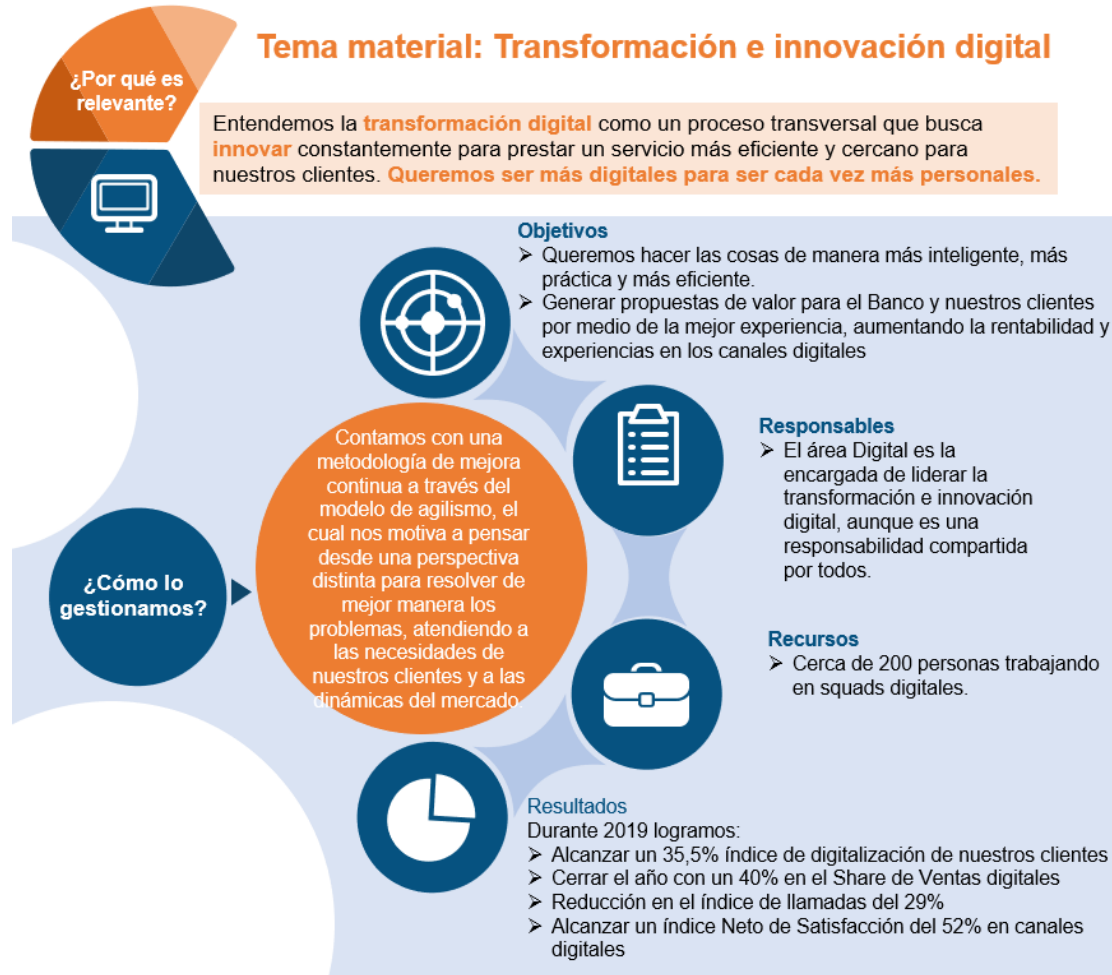 Tema material: Transformación e innovación digital
¿Por qué es
relevante?
Entendemos la transformación digital como un proceso transversal que busca
innovar constantemente para prestar un servicio más eficiente y cercano para
nuestros clientes. Queremos ser más digitales para ser cada vez más personales.
Objetivos
➢ Queremos hacer las cosas de manera más inteligente, más
práctica y más eficiente.
➢ Generar propuestas de valor para el Banco y nuestros clientes
por medio de la mejor experiencia, aumentando la rentabilidad y
experiencias en los canales digitales
¿Cómo lo
gestionamos?
Contamos con una
metodología de mejora
continua a través del
modelo de agilismo, el
cual nos motiva a pensar
desde una perspectiva
distinta para resolver de
mejor manera los
problemas, atendiendo a
las necesidades de
nuestros clientes y a las
dinámicas del mercado.
Responsables
➢ El área Digital es la
encargada de liderar la
transformación e innovación
digital, aunque es una
responsabilidad compartida
por todos.
Recursos
➢ Cerca de 200 personas trabajando
en squads digitales.
Resultados
Durante 2019 logramos:
➢ Alcanzar un 35,5% índice de digitalización de nuestros clientes
➢ Cerrar el año con un 40% en el Share de Ventas digitales
➢ Reducción en el índice de llamadas del 29%
➢ Alcanzar un índice Neto de Satisfacción del 52% en canales
digitales